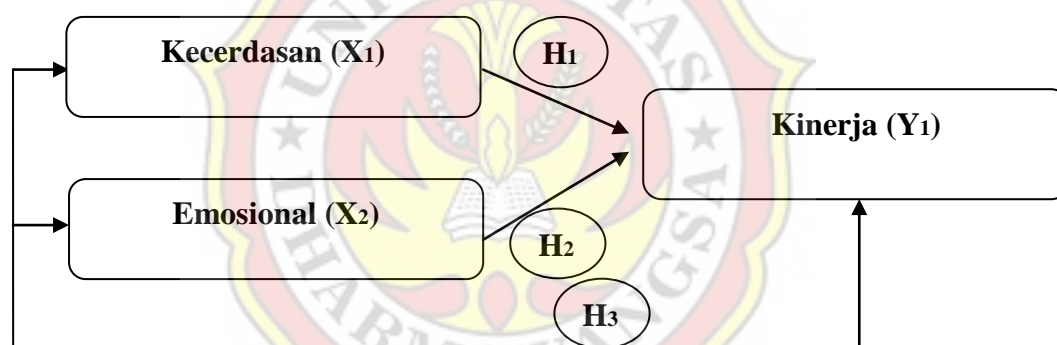 Kecerdasan (X1)
H1
Kinerja (Y1)
Emosional (X2)
H2
H3